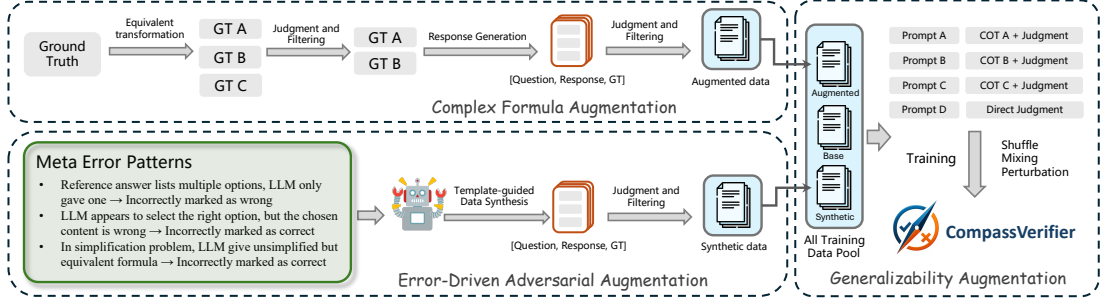 Ground
Truth
Equivalent
transformation
GT A
GT B
GT C
Judgment and
Filtering
GT A
GT B
Response Generation
[Question, Response, GT]
Judgment and
Filtering
Augmented data
Complex Formula Augmentation
Meta Error Patterns
• Reference answer lists multiple options, LLM only
gave one → Incorrectly marked as wrong
• LLM appears to select the right option, but the chosen
content is wrong → Incorrectly marked as correct
• In simplification problem, LLM give unsimplified but
equivalent formula → Incorrectly marked as correct
Template-guided
Data Synthesis
[Question, Response, GT]
Judgment and
Filtering
Synthetic data
Error-Driven Adversarial Augmentation
Augmented
Base
Synthetic
All Training
Data Pool
Prompt A
COT A + Judgment
Prompt B
COT B + Judgment
Prompt C
COT C + Judgment
Prompt D
Direct Judgment
Training
Shuffle
Mixing
Perturbation
CompassVerifier
Generalizability Augmentation